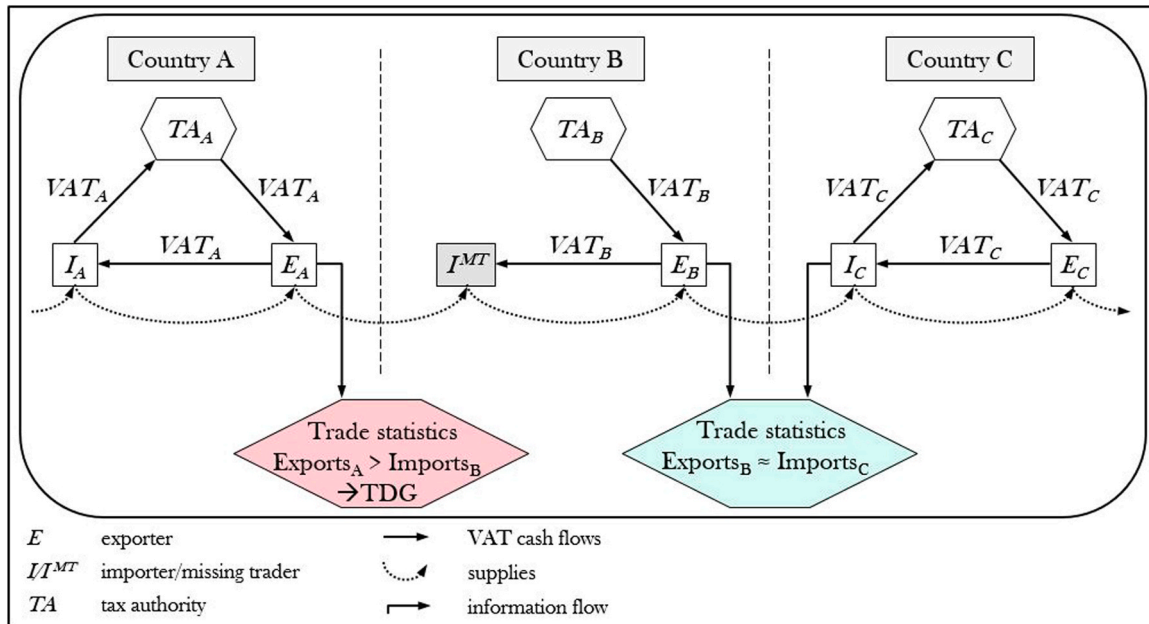 Country A
Country B
Country C
TA_A
TA_B
TA_C
VAT_A
VAT_A
VAT_B
VAT_C
VAT_C
I_A
VAT_A
E_A
I^MT
VAT_B
E_B
I_C
VAT_C
E_C
Trade statistics
Exports_A > Imports_B
→TDG
Trade statistics
Exports_B ≈ Imports_C
E exporter
I/I^MT importer/missing trader
TA tax authority
VAT cash flows
supplies
information flow